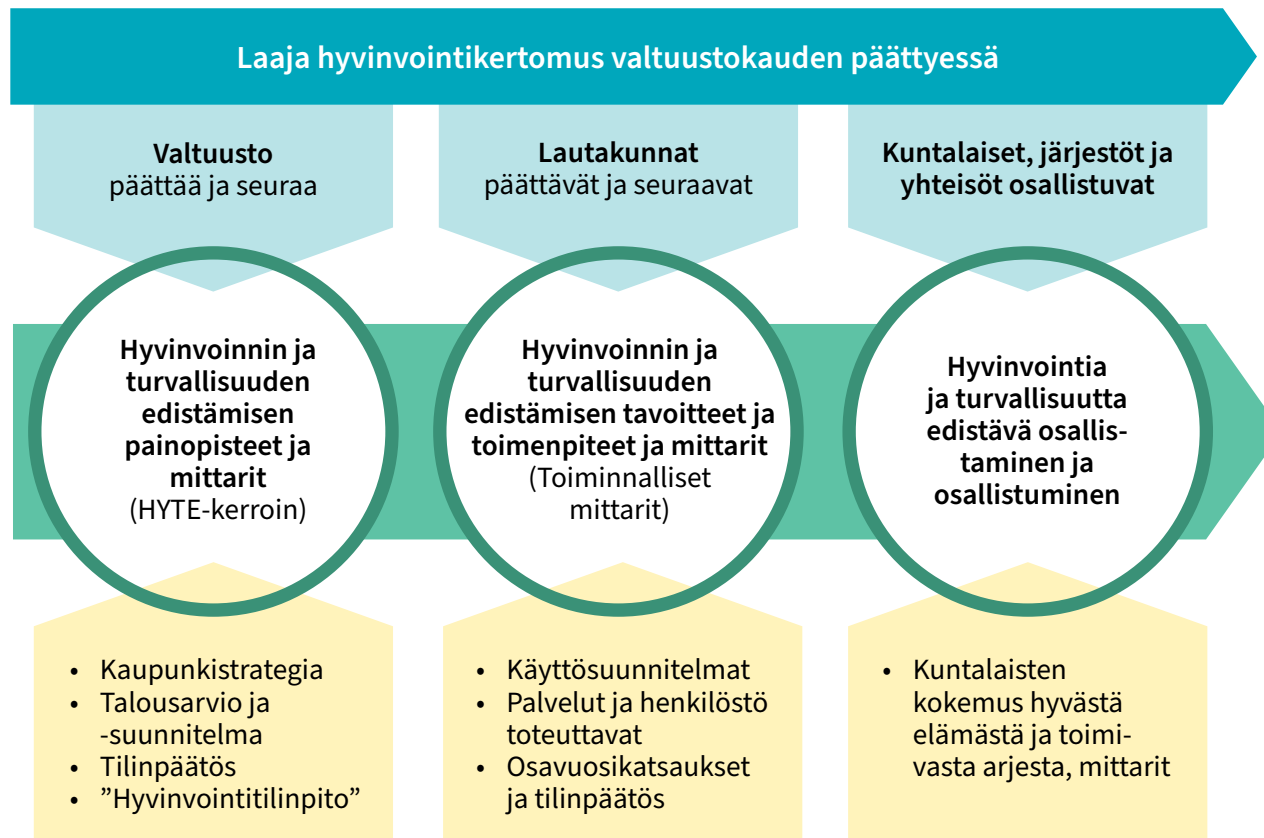 Laaja hyvinvointikertomus valtuustokauden päättyessä
Valtuusto
päättää ja seuraa
Lautakunnat
päättävät ja seuraavat
Kuntalaiset, järjestöt ja
yhteisöt osallistuvat
Hyvinvoinnin ja
turvallisuuden
edistämisen
painopisteet ja
mittarit
(HYTE-kerroin)
Hyvinvoinnin ja
turvallisuuden
edistämisen tavoitteet ja
toimenpiteet ja mittarit
(Toiminnalliset
mittarit)
Hyvinvointia
ja turvallisuutta
edistävä osallis-
taminen ja
osallistuminen
• Kaupunkistrategia
• Talousarvio ja
-suunnitelma
• Tilinpäätös
• ”Hyvinvointitilinpito”
• Käyttösuunnitelmat
• Palvelut ja henkilöstö
toteuttavat
• Osavuosikatsaukset
ja tilinpäätös
• Kuntalaisten
kokemus hyvästä
elämästä ja toimi-
vasta arjesta, mittarit